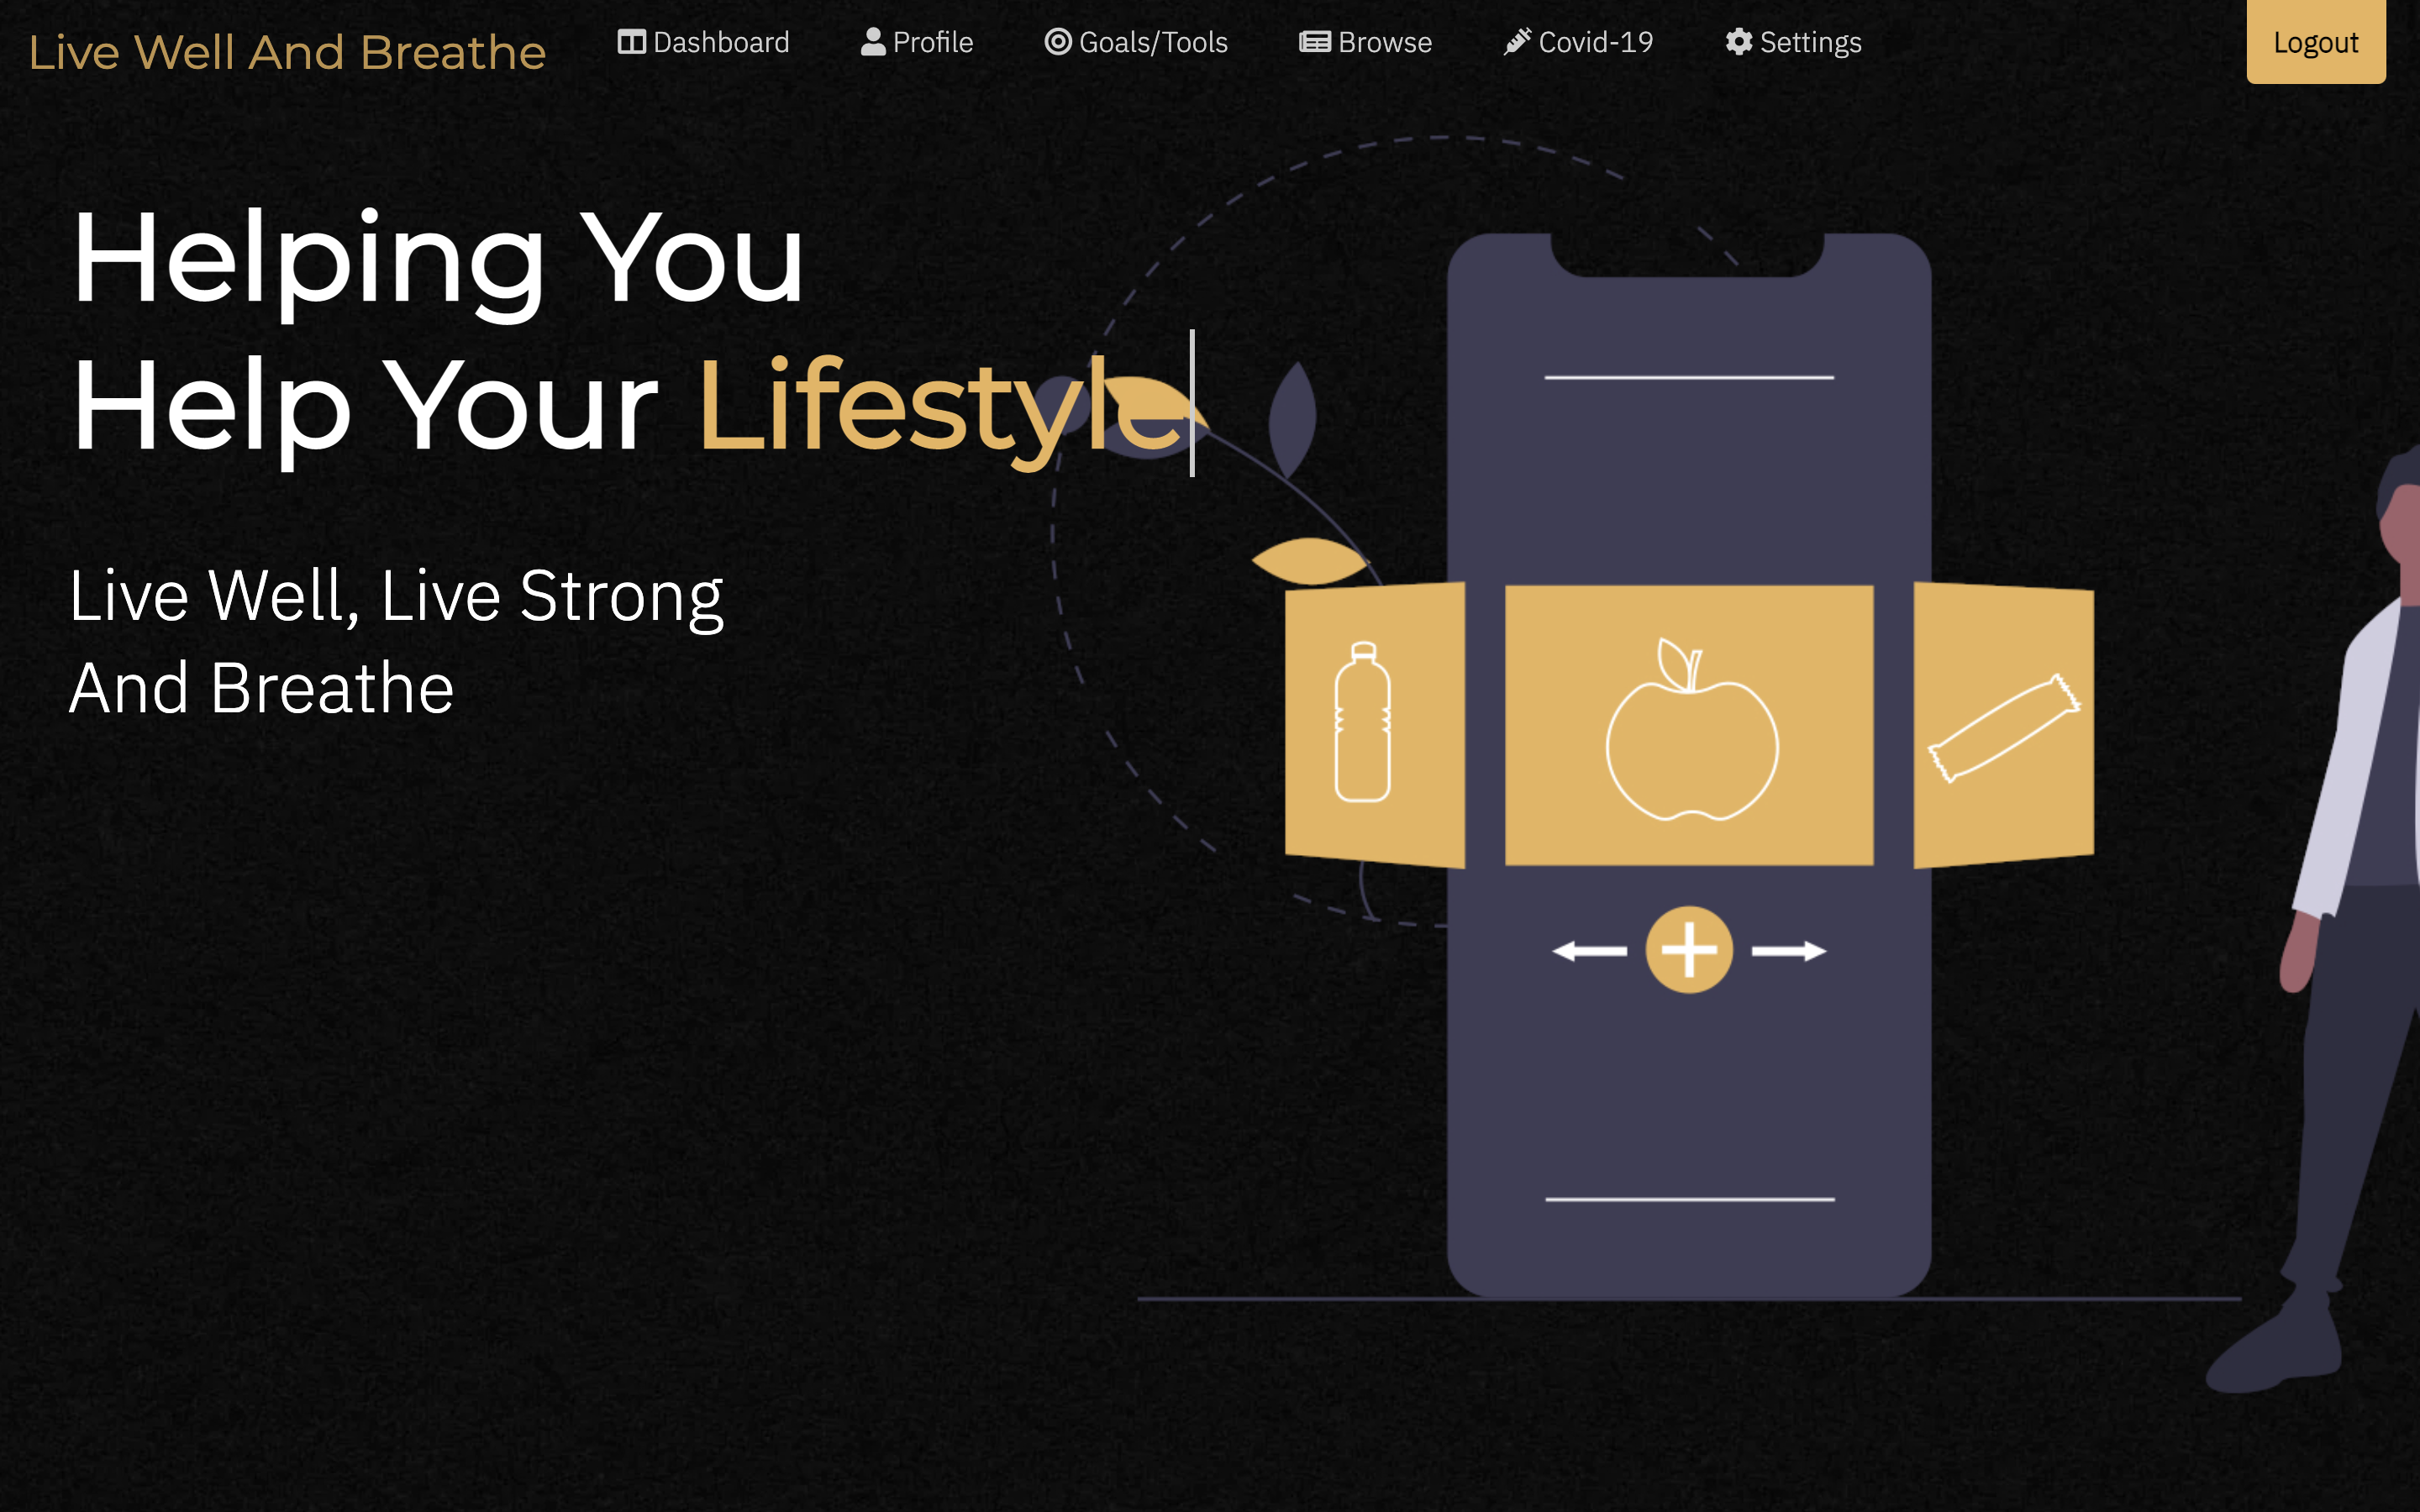 Live Well And Breathe
Dashboard
Profile
Goals/Tools
Browse
Covid-19
Settings
Logout
Helping You
Help Your Lifestyle
Live Well, Live Strong
And Breathe